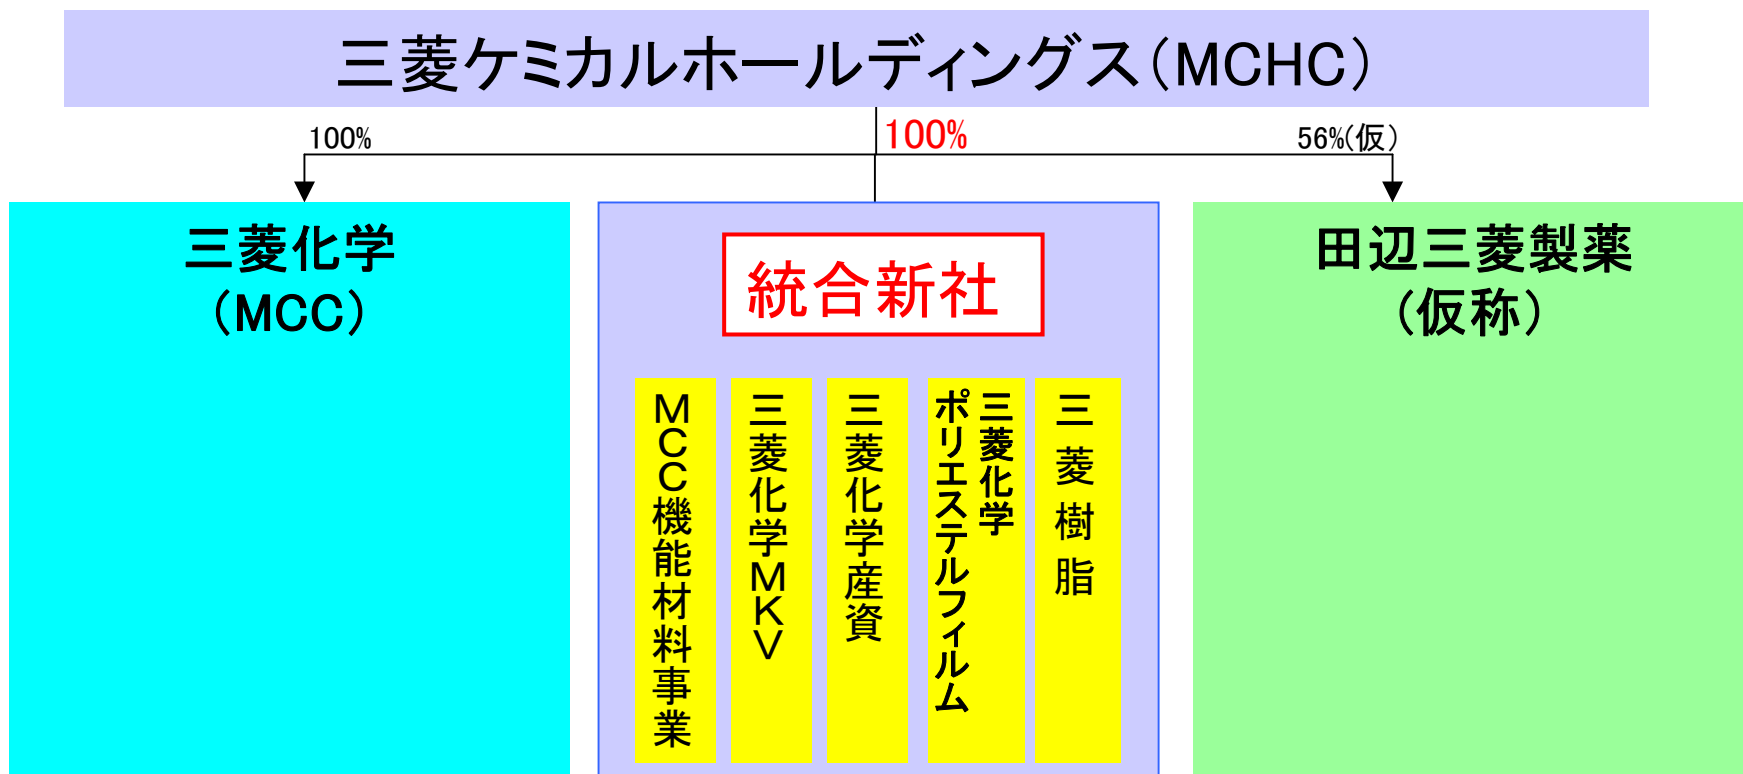 三菱ケミカルホールディングス（MCHC）
100%
100%
56%(仮）
三菱化学
（MCC）
統合新社
田辺三菱製薬
（仮称）
ＭＣＣ機能材料事業
三菱化学ＭＫＶ
三菱化学産資
三菱化学
ポリエステルフィルム
三菱樹脂